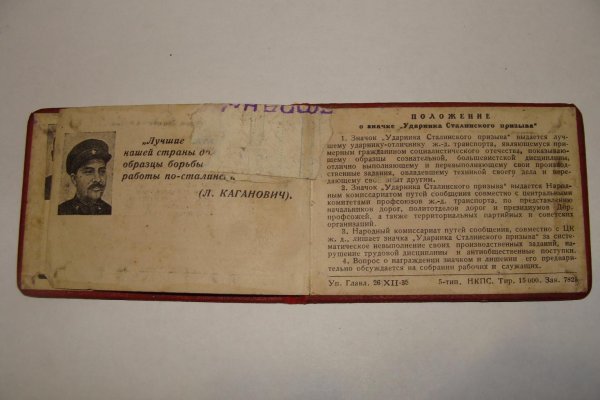 „Лучшие
нашей страны
образцы борьбы
работы по-сталинск
(Л. КАГАНОВИЧ).
ПОЛОЖЕНИЕ
о значке „Ударника Сталинского призыва“
1. Значок „Ударника Сталинского призыва“ выдается луч-
шему ударнику-отличнику ж.-д. транспорта, являющемуся при-
мерным гражданином социалистического отечества, показываю-
щему образцы сознательной, большевистской дисциплины,
отлично выполняющему и перевыполняющему свои производ-
ственные задания, овладевшему техникой своего дела и пере-
дающему свой опыт другим.
2. Значок „Ударника Сталинского призыва“ выдается Народ-
ным комиссариатом путей сообщения совместно с центральными
комитетами профсоюзов ж.-д. транспорта, по представлению
начальников дорог, политотделов дорог и президиумов Дор.
профсожей, а также территориальных партийных и советских
организаций.
3. Народный комиссариат путей сообщения, совместно с ЦК
ж. д., лишает значка „Ударника Сталинского призыва“ за систе-
матическое невыполнение своих производственных заданий, на-
рушение трудовой дисциплины и антиобщественные поступки.
4. Вопрос о награждении значком и лишении его предвари-
тельно обсуждается на собрании рабочих и служащих.
Уп. Главл. 26 XII-35 5-тип. НКПС. Тир. 15000. Зак.